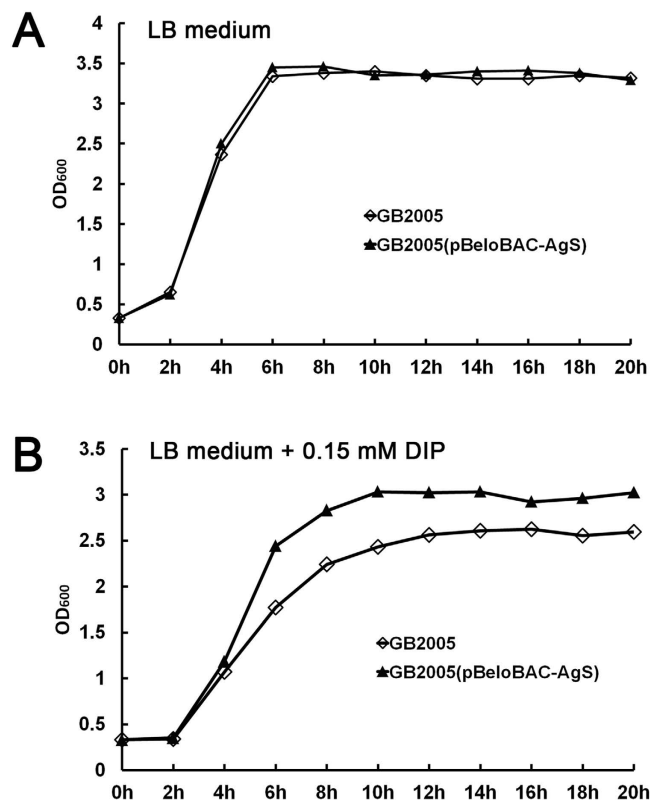 A
LB medium
4
3.5
3
2.5
2
1.5
1
0.5
0
OD600
GB2005
GB2005(pBeloBAC-AgS)
0h 2h 4h 6h 8h 10h 12h 14h 16h 18h 20h
B
LB medium + 0.15 mM DIP
3.5
3
2.5
2
1.5
1
0.5
0
OD600
GB2005
GB2005(pBeloBAC-AgS)
0h 2h 4h 6h 8h 10h 12h 14h 16h 18h 20h